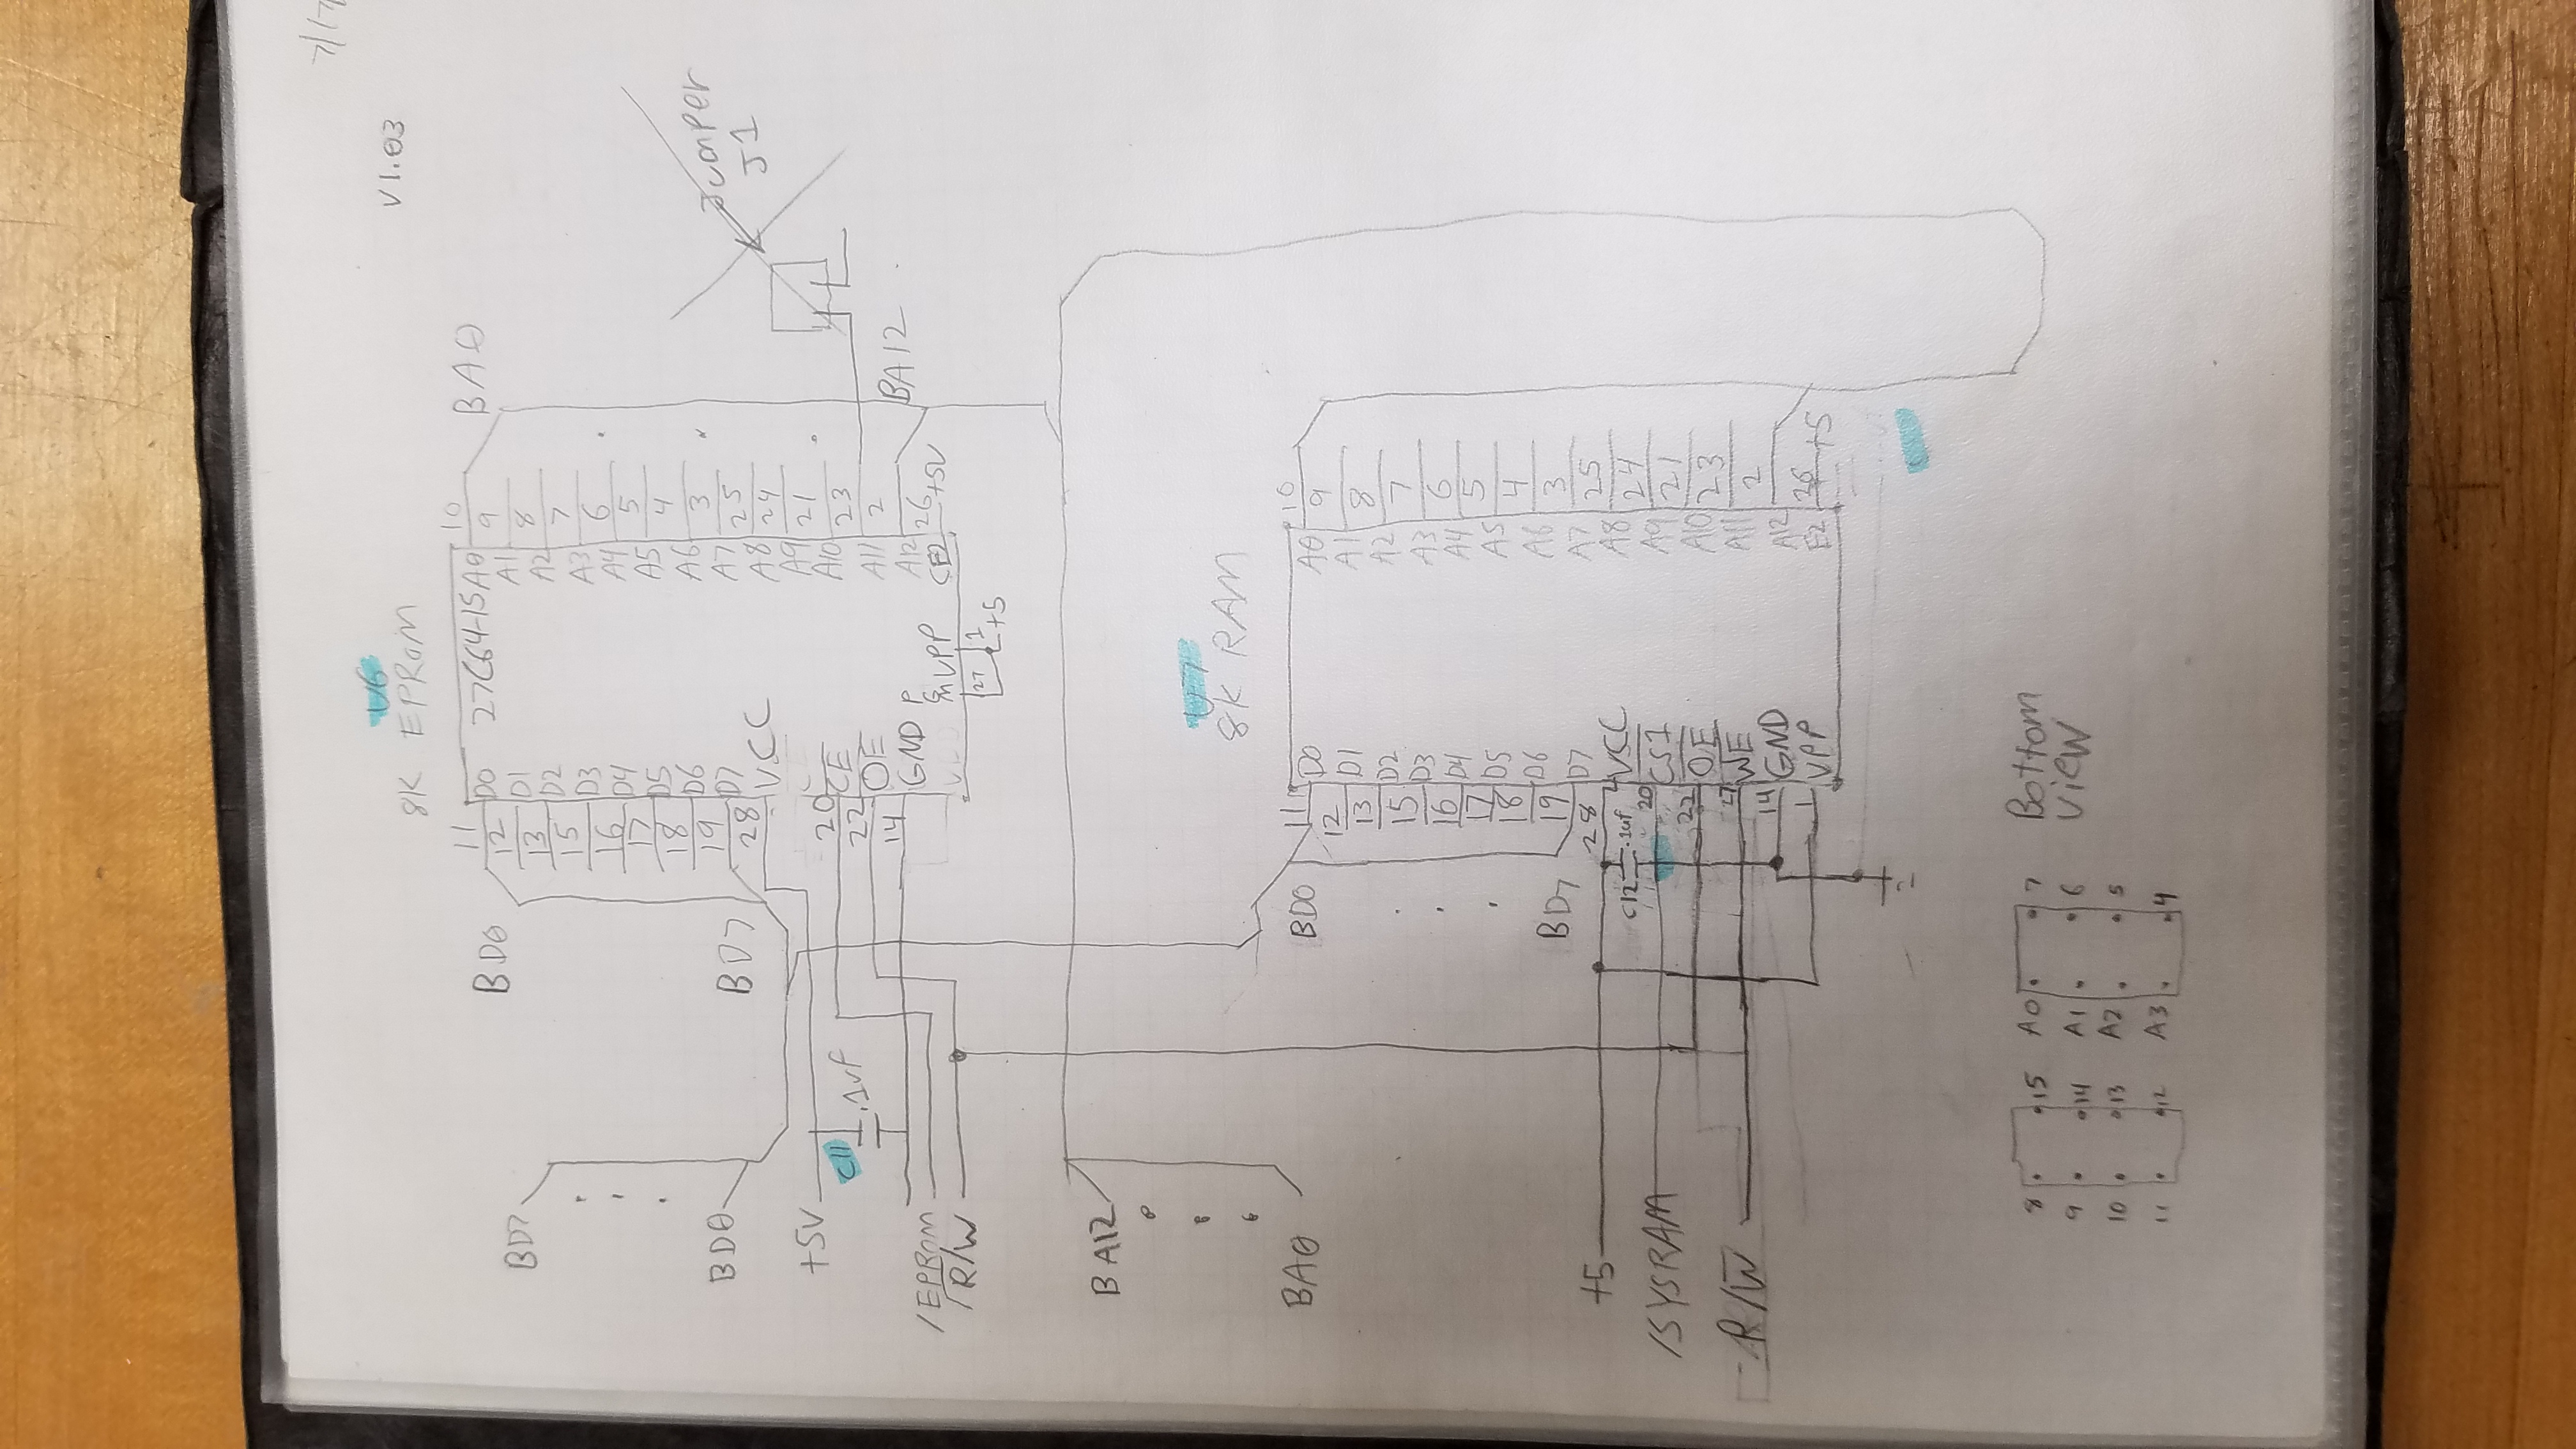 7/17
V1.03
U6
8K EPROM
27C64-15
BD0
BD7
BD7
BD0
11 D0
12 D1
13 D2
15 D3
16 D4
17 D5
18 D6
19 D7
28 VCC
20 CE
22 OE
14 GND
A0 10
A1 9
A2 8
A3 7
A4 6
A5 5
A6 4
A7 3
A8 25
A9 24
A10 21
A11 23
A12 2
CE2 26 +5V
BA0
BA12
Jumper
J1
+5V
C11
.1uf
/EPROM
/R/W
PGM VPP
27 1
+5
BA12
BA0
U7
8K RAM
BD0
BD7
11 D0
12 D1
13 D2
15 D3
16 D4
17 D5
18 D6
19 D7
28 VCC
20 CS1
22 OE
27 WE
14 GND
1 VPP
A0 10
A1 9
A2 8
A3 7
A4 6
A5 5
A6 4
A7 3
A8 25
A9 24
A10 21
A11 23
A12 2
E2 26 +5
+5
C12 .1uf
/SYSRAM
R/W
8 15 A0 7
9 14 A1 6
10 13 A2 5
11 12 A3 4
Bottom
View